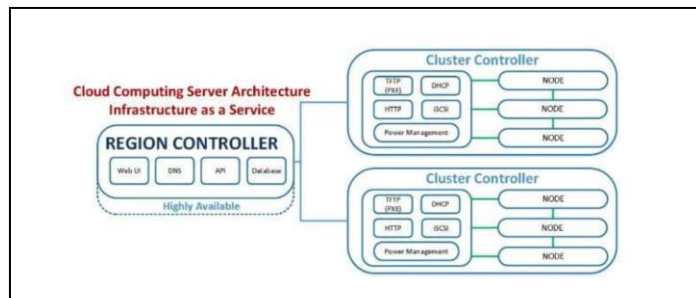 Cloud Computing Server Architecture
Infrastructure as a Service
REGION CONTROLLER
Web UI
DNS
API
Database
Highly Available
Cluster Controller
TFTP
(PXE)
DHCP
HTTP
iSCSI
Power Management
NODE
NODE
NODE
Cluster Controller
TFTP
(PXE)
DHCP
HTTP
iSCSI
Power Management
NODE
NODE
NODE